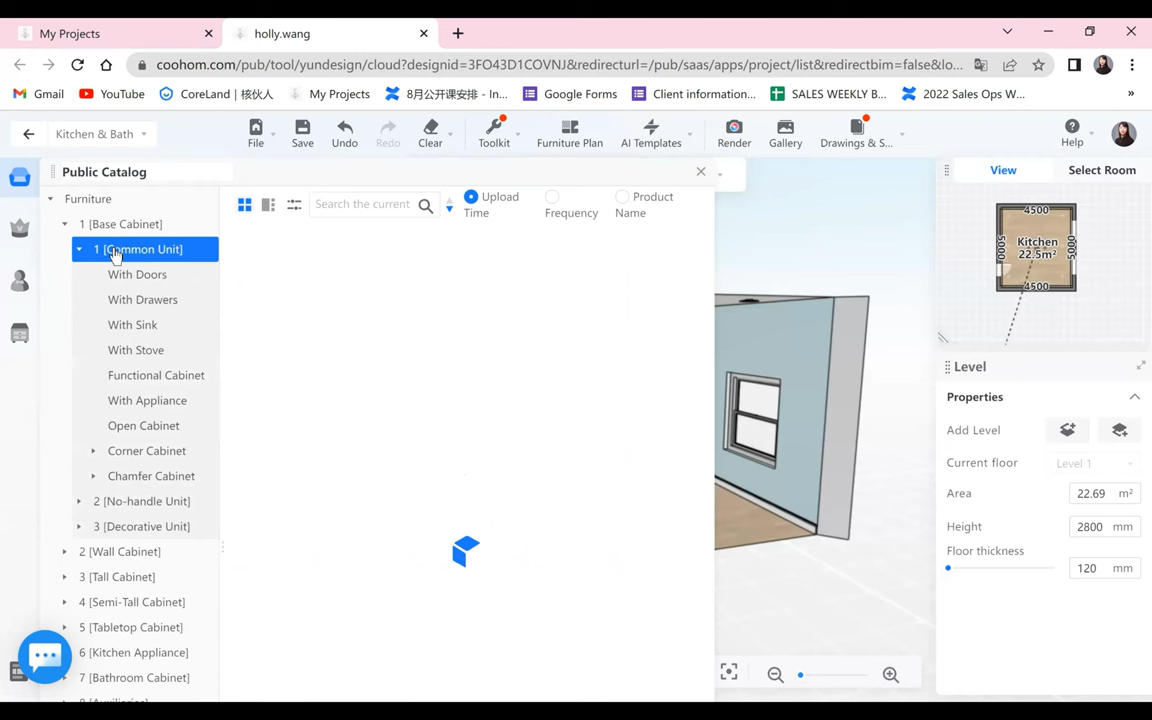 My Projects
holly.wang
coohom.com/pub/tool/yundesign/cloud?designid=3FO43D1COVNJ&redirecturl=/pub/saas/apps/project/list&redirectbim=false&lo...
Gmail YouTube CoreLand | 核伙人 My Projects 8月公开课安排 - In... Google Forms Client informatio... SALES WEEKLY B... 2022 Sales Ops W... »
Kitchen & Bath File Save Undo Redo Clear Toolkit Furniture Plan AI Templates Render Gallery Drawings & S... Help
Public Catalog
View Select Room
Furniture
1 [Base Cabinet]
1 [Common Unit]
With Doors
With Drawers
With Sink
With Stove
Functional Cabinet
With Appliance
Open Cabinet
Corner Cabinet
Chamfer Cabinet
2 [No-handle Unit]
3 [Decorative Unit]
2 [Wall Cabinet]
3 [Tall Cabinet]
4 [Semi-Tall Cabinet]
5 [Tabletop Cabinet]
6 [Kitchen Appliance]
7 [Bathroom Cabinet]
Search the current
Upload Time
Frequency
Product Name
4500
5000
Kitchen
22.5m²
5000
4500
Level
Properties
Add Level
Current floor Level 1
Area 22.69 m²
Height 2800 mm
Floor thickness
120 mm